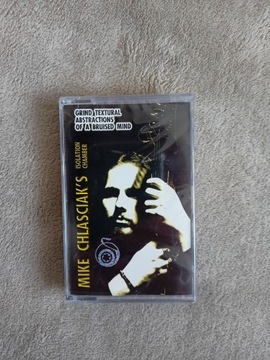 GRIND TEXTURAL
ABSTRACTIONS
OF A BRUISED MIND
MIKE CHLASCIAK'S
ISOLATION
CHAMBER